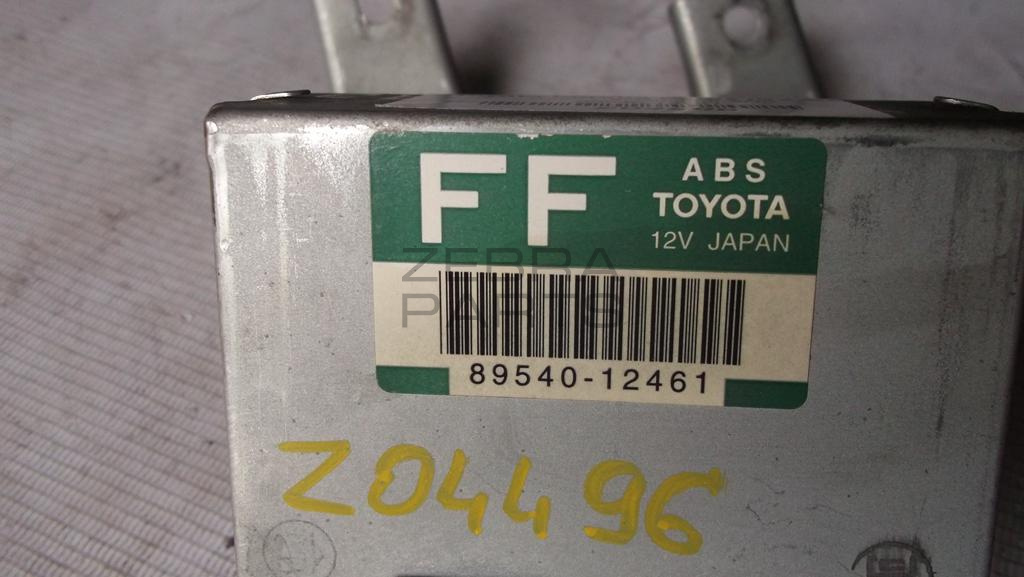 FF
ABS
TOYOTA
12V JAPAN
ZEBRA
PARTS
89540-12461
Z04496